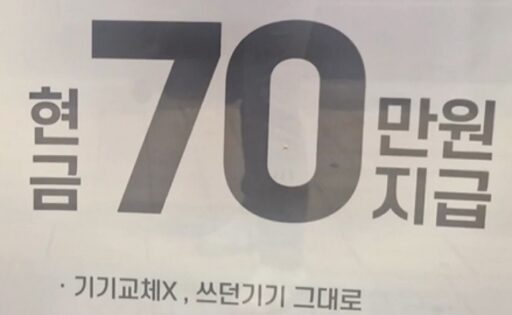 현금 70 만원 지급
· 기기교체X , 쓰던기기 그대로